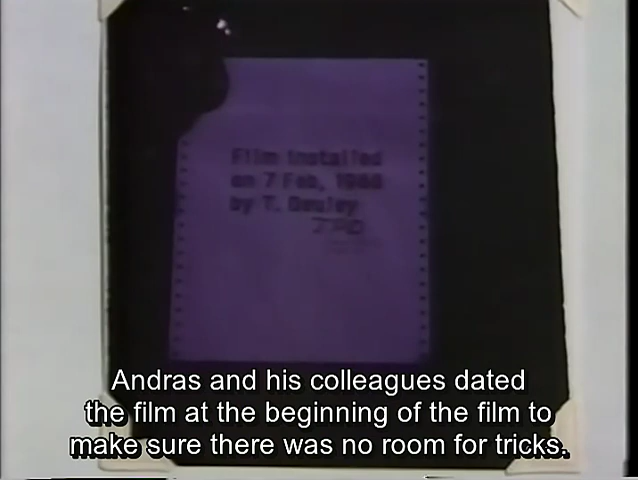 Film installed
on 7 Feb, 1988
by T.
Andras and his colleagues dated
the film at the beginning of the film to
make sure there was no room for tricks.